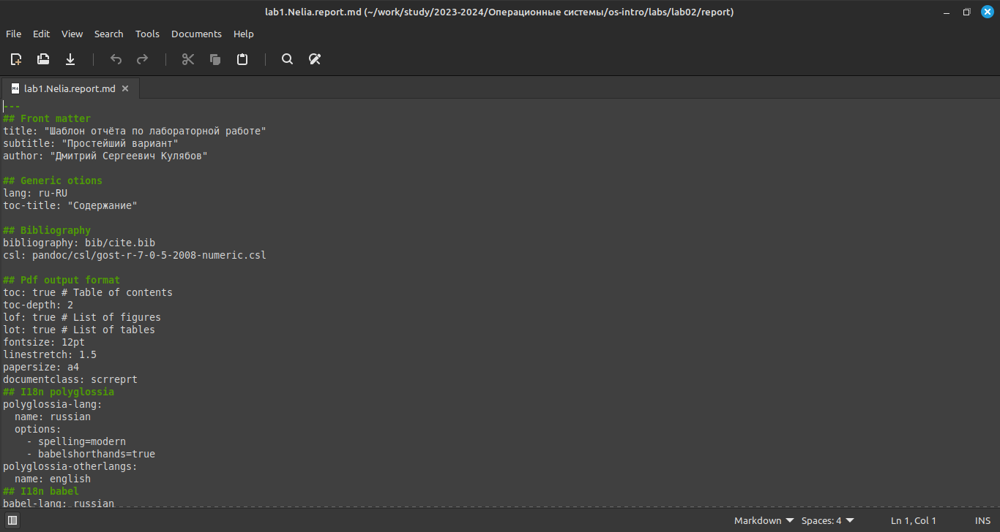 lab1.Nelia.report.md (~/work/study/2023-2024/Операционные системы/os-intro/labs/lab02/report)
File Edit View Search Tools Documents Help
lab1.Nelia.report.md
---
## Front matter
title: "Шаблон отчёта по лабораторной работе"
subtitle: "Простейший вариант"
author: "Дмитрий Сергеевич Кулябов"
## Generic otions
lang: ru-RU
toc-title: "Содержание"
## Bibliography
bibliography: bib/cite.bib
csl: pandoc/csl/gost-r-7-0-5-2008-numeric.csl
## Pdf output format
toc: true # Table of contents
toc-depth: 2
lof: true # List of figures
lot: true # List of tables
fontsize: 12pt
linestretch: 1.5
papersize: a4
documentclass: scrreprt
## I18n polyglossia
polyglossia-lang:
  name: russian
  options:
    - spelling=modern
    - babelshorthands=true
polyglossia-otherlangs:
  name: english
## I18n babel
babel-lang: russian
Markdown Spaces: 4 Ln 1, Col 1 INS